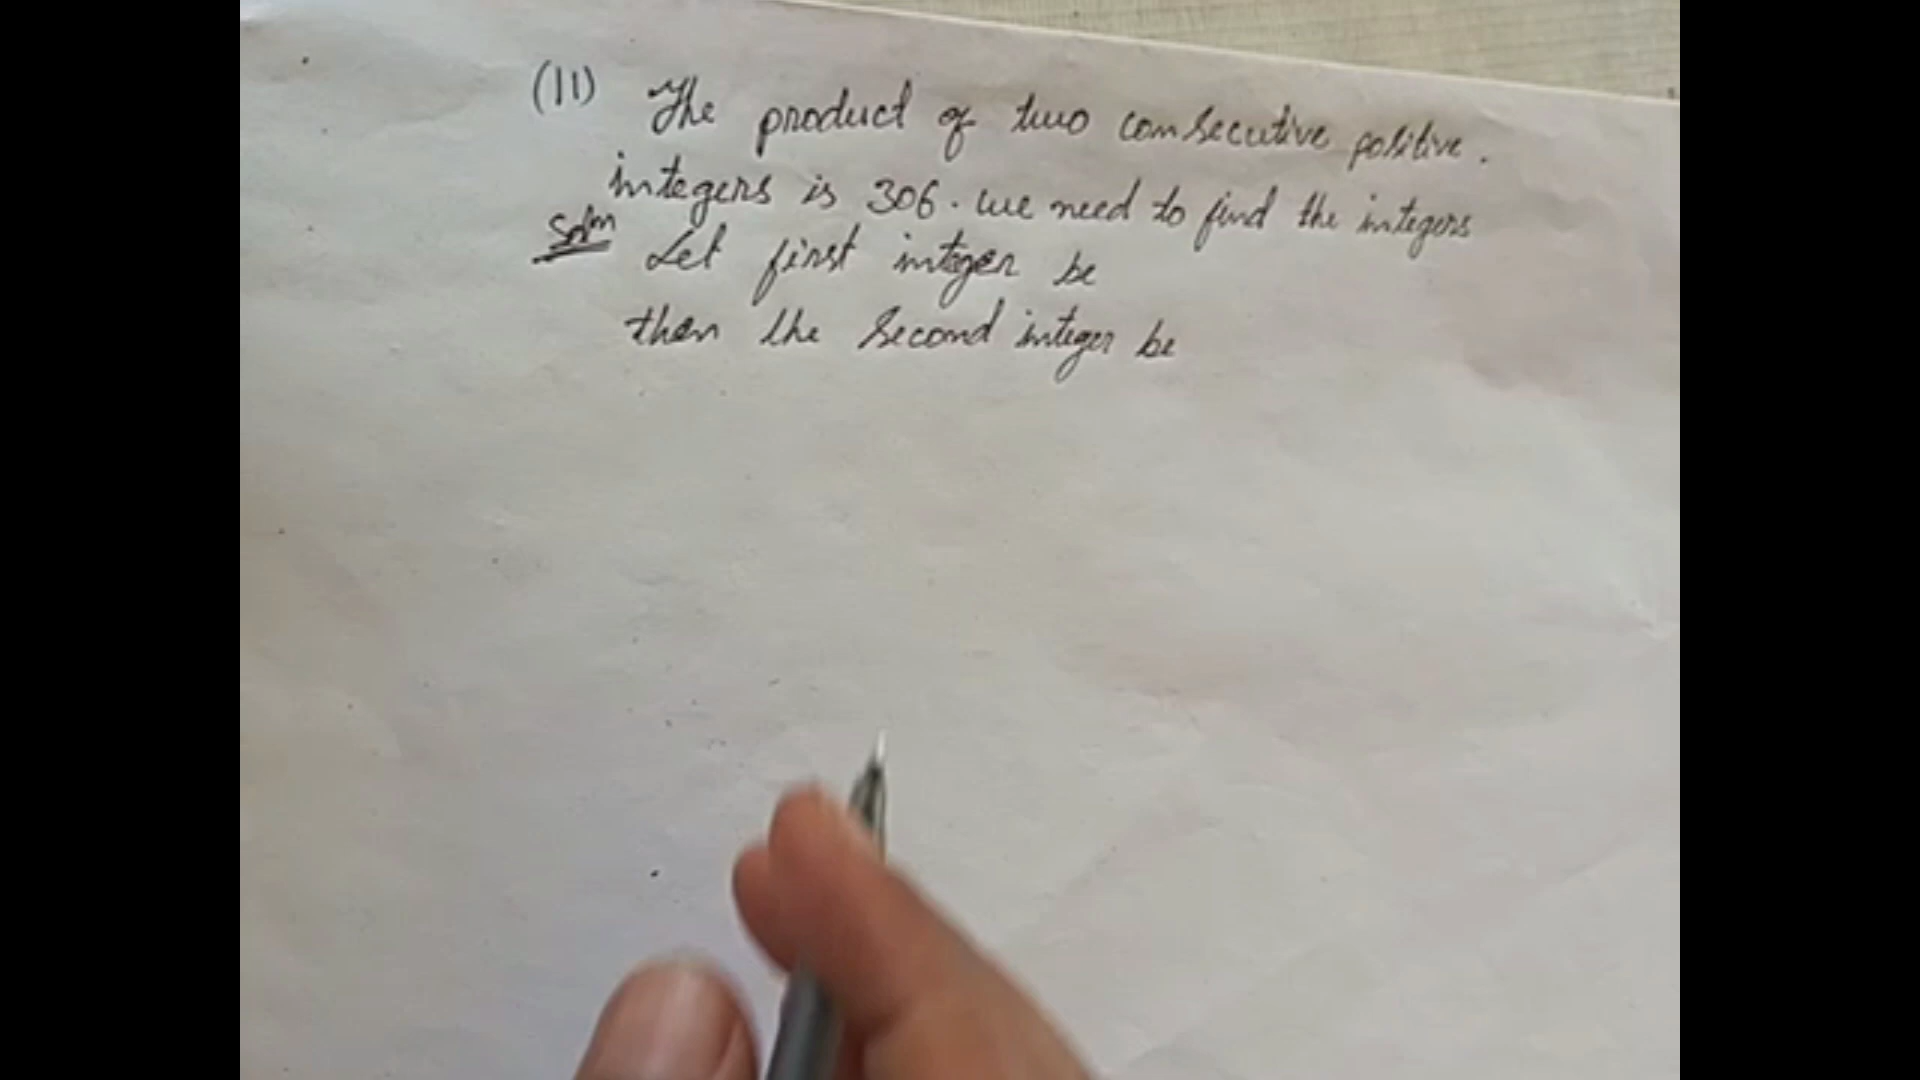 (11) The product of two consecutive positive.
integers is 306. we need to find the integers
Soln Let first integer be
then the second integer be